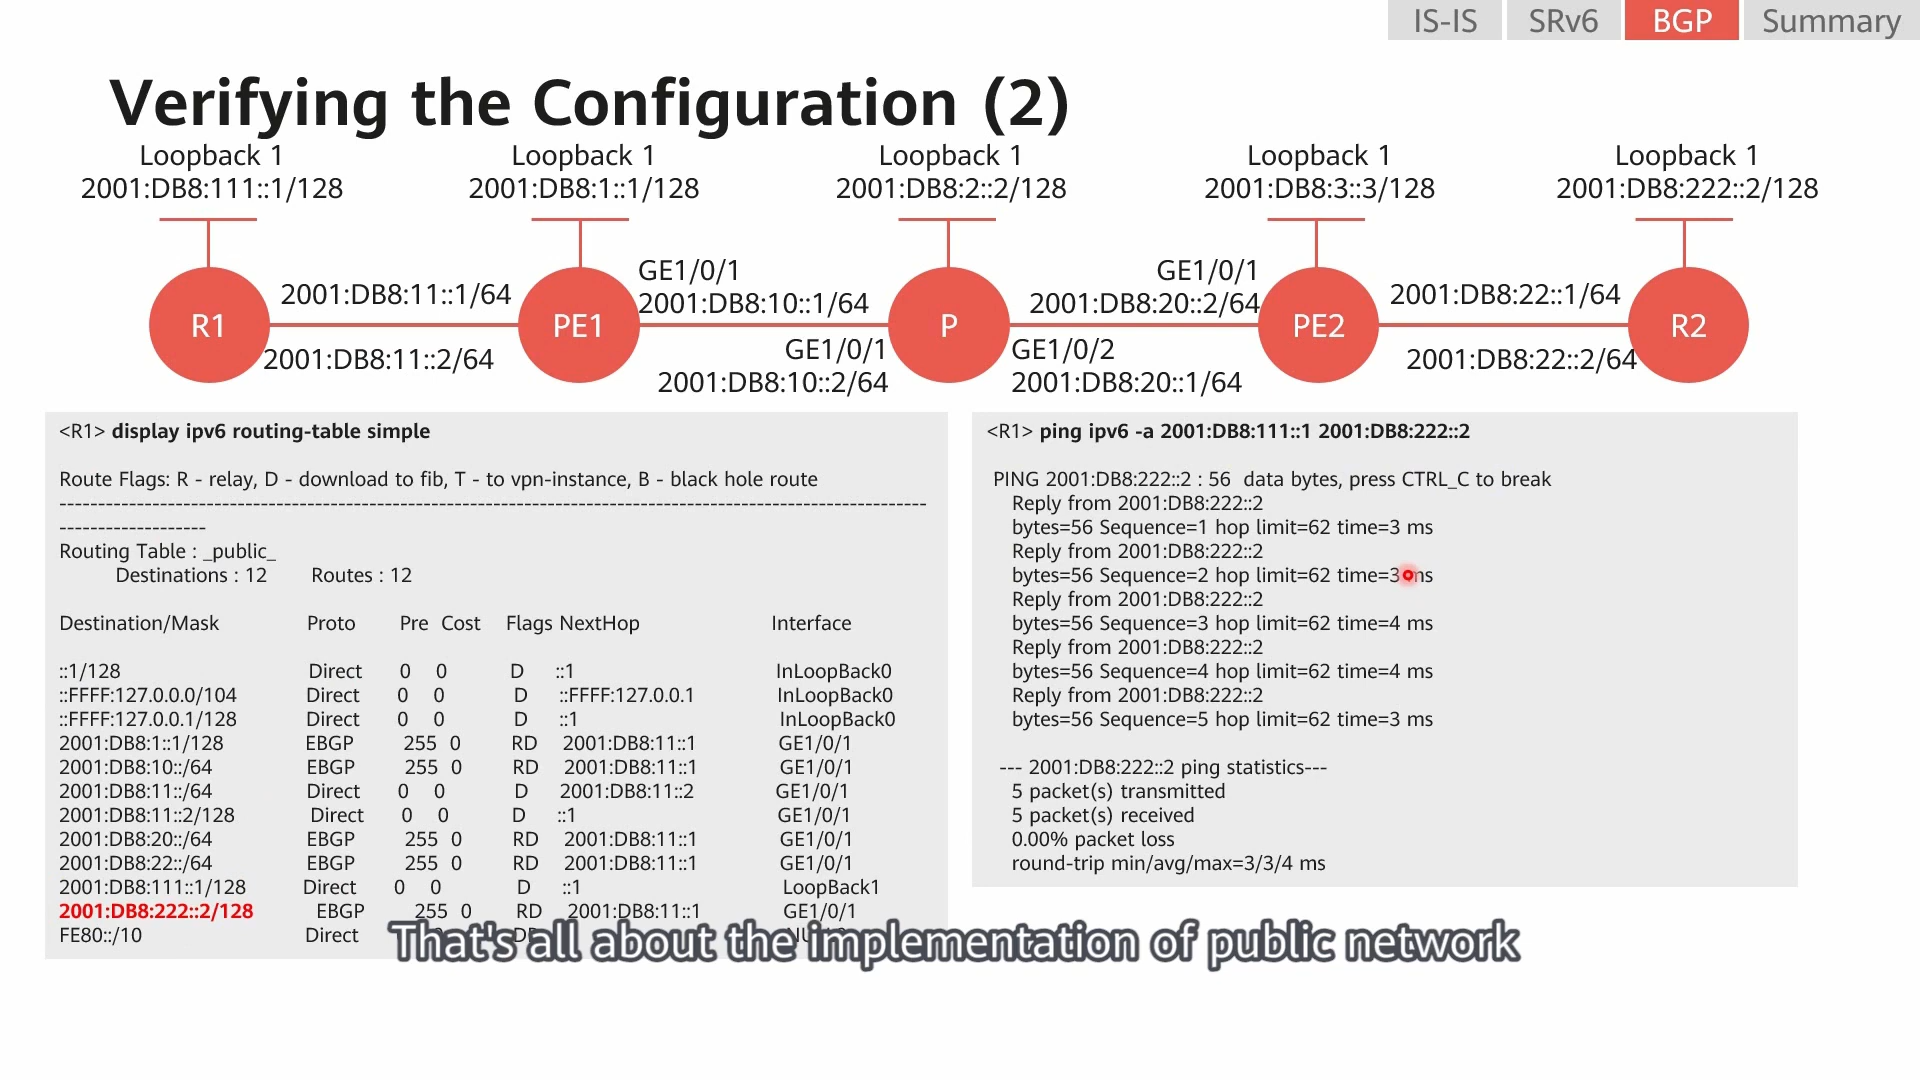 IS-IS SRv6 BGP Summary
Verifying the Configuration (2)
Loopback 1
2001:DB8:111::1/128
Loopback 1
2001:DB8:1::1/128
Loopback 1
2001:DB8:2::2/128
Loopback 1
2001:DB8:3::3/128
Loopback 1
2001:DB8:222::2/128
R1
2001:DB8:11::1/64
2001:DB8:11::2/64
PE1
GE1/0/1
2001:DB8:10::1/64
GE1/0/1
2001:DB8:10::2/64
P
GE1/0/1
2001:DB8:20::2/64
GE1/0/2
2001:DB8:20::1/64
PE2
2001:DB8:22::1/64
2001:DB8:22::2/64
R2
<R1> display ipv6 routing-table simple
Route Flags: R - relay, D - download to fib, T - to vpn-instance, B - black hole route
--------------------------------------------------------------------------------------------------------------
-------------------
Routing Table : _public_
Destinations : 12 Routes : 12
Destination/Mask Proto Pre Cost Flags NextHop Interface
::1/128 Direct 0 0 D ::1 InLoopBack0
::FFFF:127.0.0.0/104 Direct 0 0 D ::FFFF:127.0.0.1 InLoopBack0
::FFFF:127.0.0.1/128 Direct 0 0 D ::1 InLoopBack0
2001:DB8:1::1/128 EBGP 255 0 RD 2001:DB8:11::1 GE1/0/1
2001:DB8:10::/64 EBGP 255 0 RD 2001:DB8:11::1 GE1/0/1
2001:DB8:11::/64 Direct 0 0 D 2001:DB8:11::2 GE1/0/1
2001:DB8:11::2/128 Direct 0 0 D ::1 GE1/0/1
2001:DB8:20::/64 EBGP 255 0 RD 2001:DB8:11::1 GE1/0/1
2001:DB8:22::/64 EBGP 255 0 RD 2001:DB8:11::1 GE1/0/1
2001:DB8:111::1/128 Direct 0 0 D ::1 LoopBack1
2001:DB8:222::2/128 EBGP 255 0 RD 2001:DB8:11::1 GE1/0/1
FE80::/10 Direct
<R1> ping ipv6 -a 2001:DB8:111::1 2001:DB8:222::2
PING 2001:DB8:222::2 : 56 data bytes, press CTRL_C to break
Reply from 2001:DB8:222::2
bytes=56 Sequence=1 hop limit=62 time=3 ms
Reply from 2001:DB8:222::2
bytes=56 Sequence=2 hop limit=62 time=3 ms
Reply from 2001:DB8:222::2
bytes=56 Sequence=3 hop limit=62 time=4 ms
Reply from 2001:DB8:222::2
bytes=56 Sequence=4 hop limit=62 time=4 ms
Reply from 2001:DB8:222::2
bytes=56 Sequence=5 hop limit=62 time=3 ms
--- 2001:DB8:222::2 ping statistics---
5 packet(s) transmitted
5 packet(s) received
0.00% packet loss
round-trip min/avg/max=3/3/4 ms
That's all about the implementation of public network